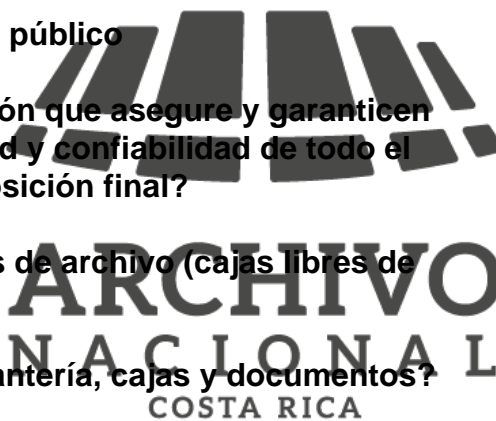 público
ón que asegure y garanticen
d y confiabilidad de todo el
osición final?
s de archivo (cajas libres de
ARCHIVO
NACIONAL
antería, cajas y documentos?
COSTA RICA